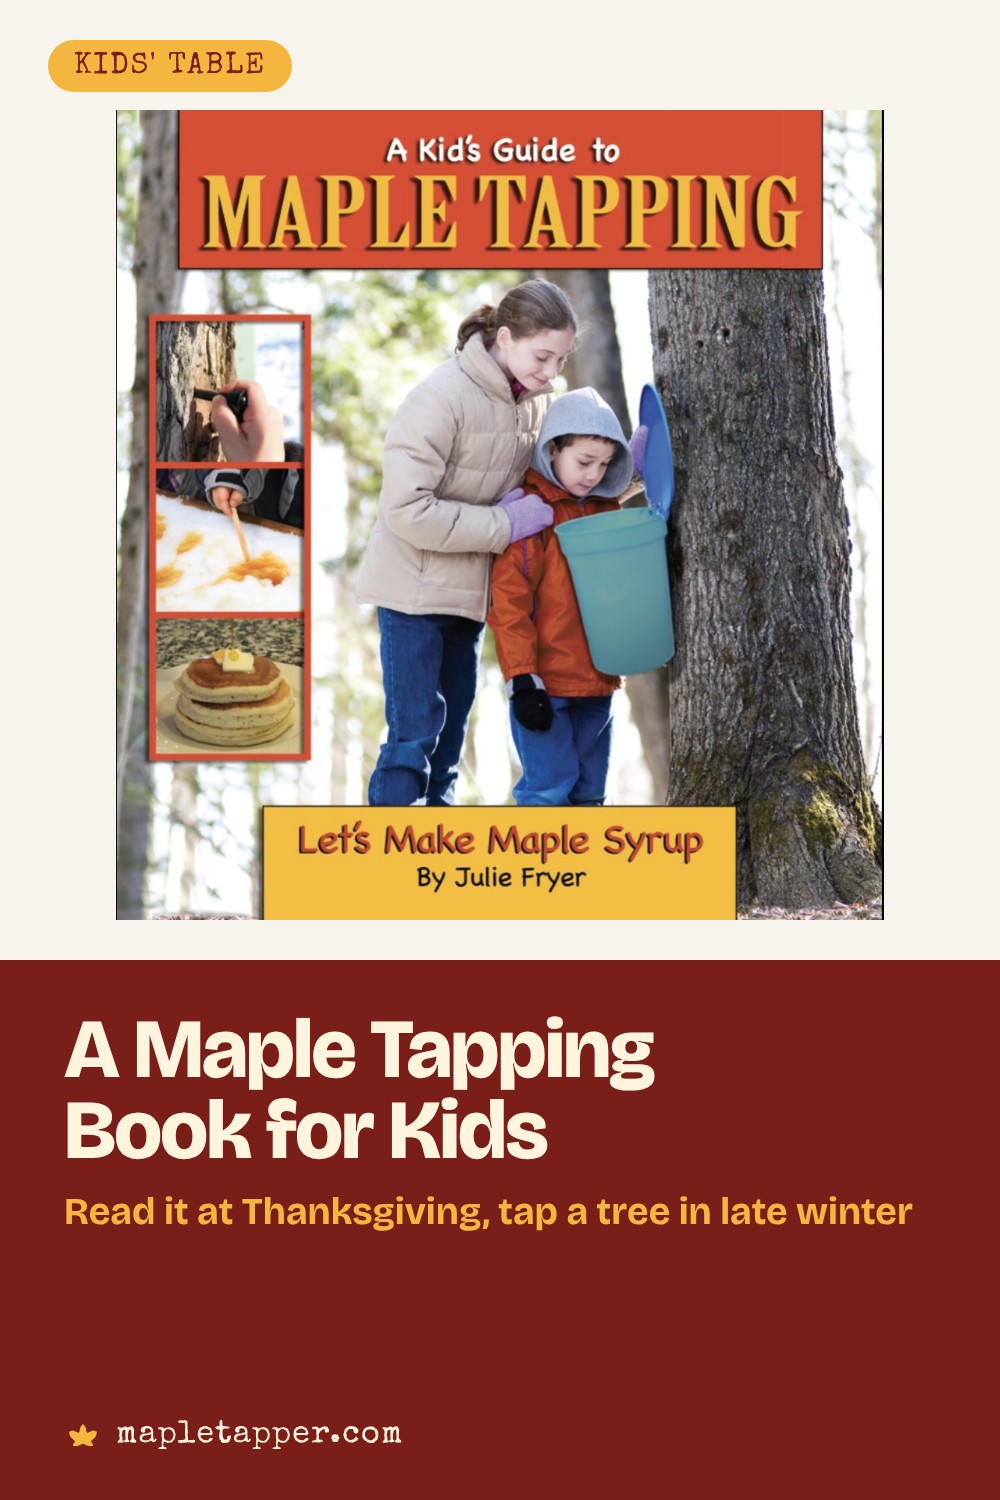 KIDS' TABLE
A Kid's Guide to
MAPLE TAPPING
Let's Make Maple Syrup
By Julie Fryer
A Maple Tapping
Book for Kids
Read it at Thanksgiving, tap a tree in late winter
mapletapper.com